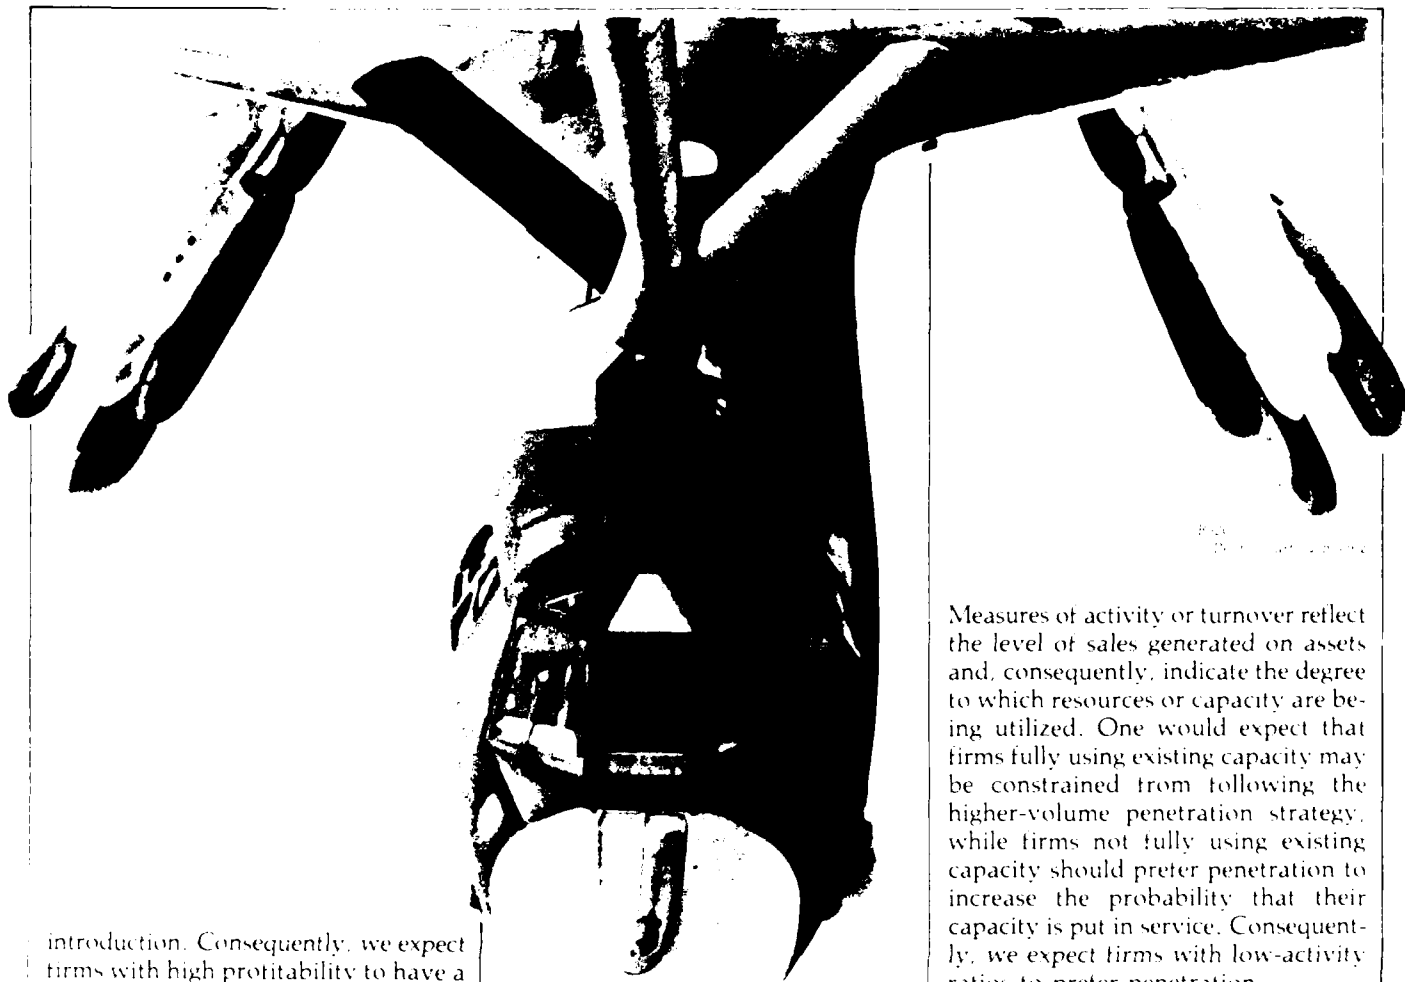 introduction. Consequently, we expect
firms with high profitability to have a
Measures of activity or turnover reflect
the level of sales generated on assets
and, consequently, indicate the degree
to which resources or capacity are be-
ing utilized. One would expect that
firms fully using existing capacity may
be constrained from following the
higher-volume penetration strategy,
while firms not fully using existing
capacity should prefer penetration to
increase the probability that their
capacity is put in service. Consequent-
ly, we expect firms with low-activity
ratios to prefer penetration